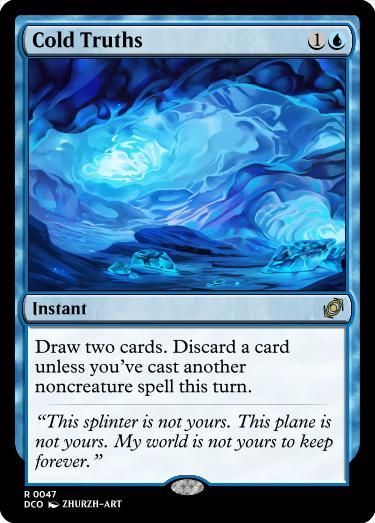 Cold Truths 1
Instant
Draw two cards. Discard a card
unless you've cast another
noncreature spell this turn.
“This splinter is not yours. This plane is
not yours. My world is not yours to keep
forever.”
R 0047
DCO ZHURZH-ART